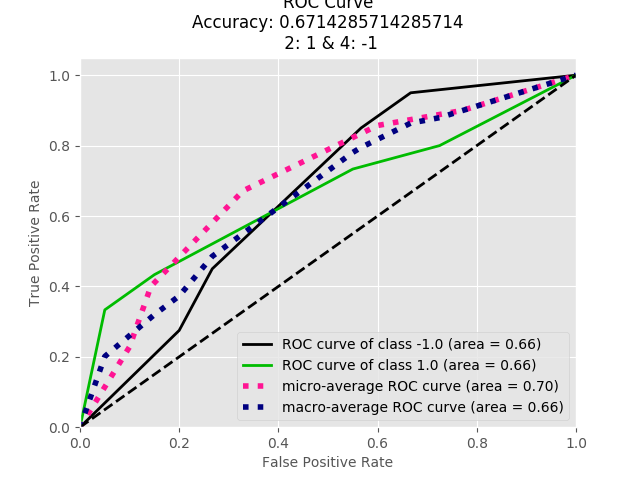 ROC Curve
Accuracy: 0.6714285714285714
2: 1 & 4: -1
True Positive Rate
1.0
0.8
0.6
0.4
0.2
0.0
0.0 0.2 0.4 0.6 0.8 1.0
False Positive Rate
ROC curve of class -1.0 (area = 0.66)
ROC curve of class 1.0 (area = 0.66)
micro-average ROC curve (area = 0.70)
macro-average ROC curve (area = 0.66)